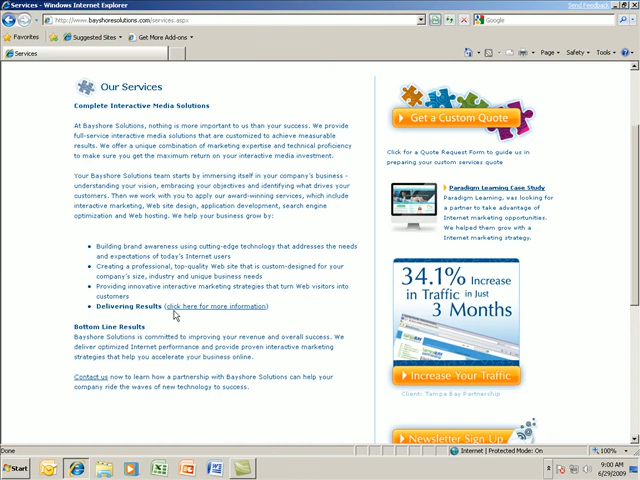 Services - Windows Internet Explorer
Send Feedback
http://www.bayshoresolutions.com/services.aspx
Google
Favorites
Suggested Sites
Get More Add-ons
Services
Page
Safety
Tools
Our Services
Complete Interactive Media Solutions
At Bayshore Solutions, nothing is more important to us than your success. We provide
full-service interactive media solutions that are customized to achieve measurable
results. We offer a unique combination of marketing expertise and technical proficiency
to make sure you get the maximum return on your interactive media investment.
Your Bayshore Solutions team starts by immersing itself in your company's business -
understanding your vision, embracing your objectives and identifying what drives your
customers. Then we work with you to apply our award-winning services, which include
interactive marketing, Web site design, application development, search engine
optimization and Web hosting. We help your business grow by:
Building brand awareness using cutting-edge technology that addresses the needs
and expectations of today's Internet users
Creating a professional, top-quality Web site that is custom-designed for your
company's size, industry and unique business needs
Providing innovative interactive marketing strategies that turn Web visitors into
customers
Delivering Results (click here for more information)
Bottom Line Results
Bayshore Solutions is committed to improving your revenue and overall success. We
deliver optimized Internet performance and provide proven interactive marketing
strategies that help you accelerate your business online.
Contact us now to learn how a partnership with Bayshore Solutions can help your
company ride the waves of new technology to success.
Get a Custom Quote
Click for a Quote Request Form to guide us in
preparing your custom services quote
Paradigm Learning Case Study
Paradigm Learning, was looking
for a partner to take advantage of
Internet marketing opportunities.
We helped them grow with a
Internet marketing strategy.
34.1% Increase
in Traffic in Just
3 Months
Increase Your Traffic
Client: Tampa Bay Partnership
Newsletter Sign Up
Done
Internet | Protected Mode: On
100%
Start
9:00 AM
6/29/2009